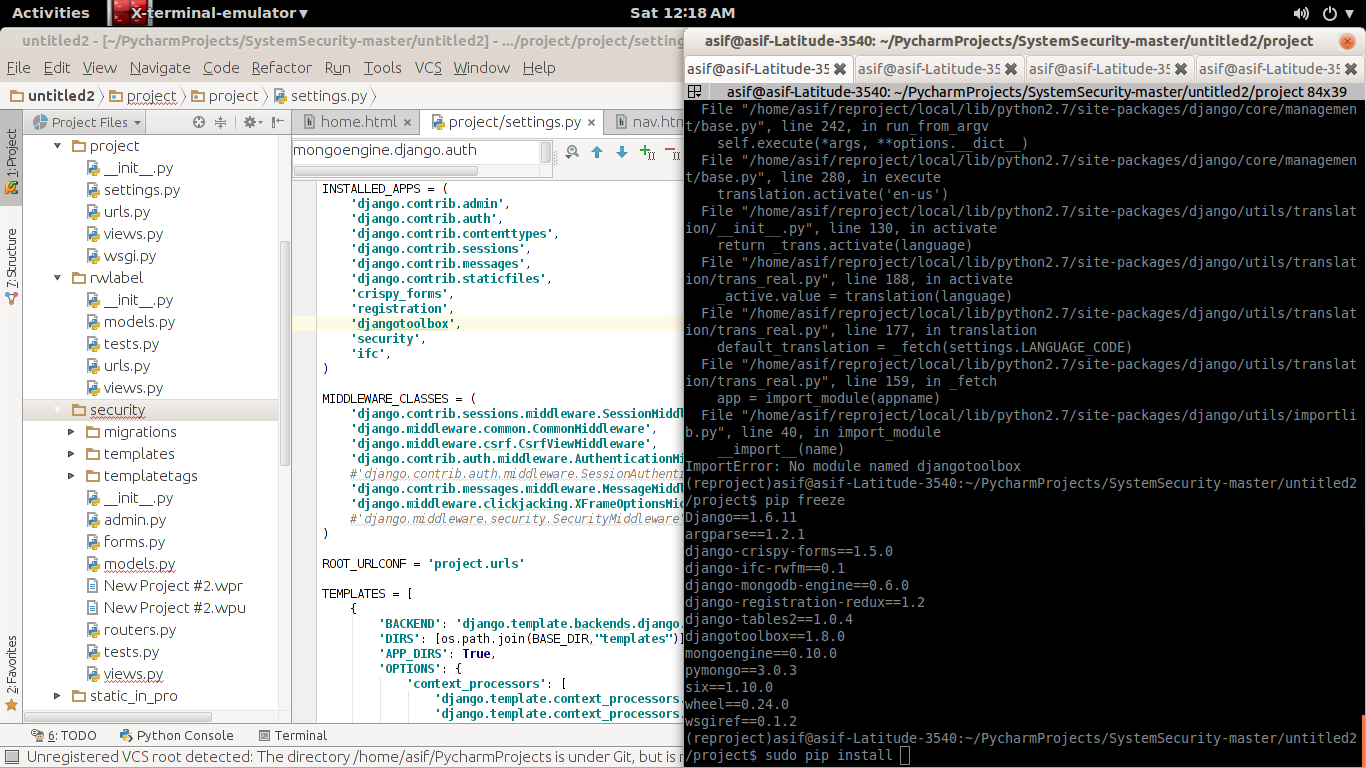 Activities
X-terminal-emulator ▾
Sat 12:18 AM
untitled2 - [~/PycharmProjects/SystemSecurity-master/untitled2] - .../project/project/settin
File Edit View Navigate Code Refactor Run Tools VCS Window Help
untitled2 project project settings.py
Project Files
home.html × project/settings.py × nav.htm
mongoengine.django.auth
1: Project
7: Structure
2: Favorites
project
__init__.py
settings.py
urls.py
views.py
wsgi.py
rwlabel
__init__.py
models.py
tests.py
urls.py
views.py
security
migrations
templates
templatetags
__init__.py
admin.py
forms.py
models.py
New Project #2.wpr
New Project #2.wpu
routers.py
tests.py
views.py
static_in_pro
INSTALLED_APPS = (
'django.contrib.admin',
'django.contrib.auth',
'django.contrib.contenttypes',
'django.contrib.sessions',
'django.contrib.messages',
'django.contrib.staticfiles',
'crispy_forms',
'registration',
'djangotoolbox',
'security',
'ifc',
)
MIDDLEWARE_CLASSES = (
'django.contrib.sessions.middleware.SessionMiddl
'django.middleware.common.CommonMiddleware',
'django.middleware.csrf.CsrfViewMiddleware',
'django.contrib.auth.middleware.AuthenticationMi
#'django.contrib.auth.middleware.SessionAuthenti
'django.contrib.messages.middleware.MessageMiddl
'django.middleware.clickjacking.XFrameOptionsMid
#'django.middleware.security.SecurityMiddleware'
)
ROOT_URLCONF = 'project.urls'
TEMPLATES = [
{
'BACKEND': 'django.template.backends.django.
'DIRS': [os.path.join(BASE_DIR,"templates")]
'APP_DIRS': True,
'OPTIONS': {
'context_processors': [
'django.template.context_processors.
'django.template.context_processors.
6: TODO Python Console Terminal
Unregistered VCS root detected: The directory /home/asif/PycharmProjects is under Git, but is n
asif@asif-Latitude-3540: ~/PycharmProjects/SystemSecurity-master/untitled2/project
asif@asif-Latitude-35 ✖ asif@asif-Latitude-35 ✖ asif@asif-Latitude-35 ✖ asif@asif-Latitude-35 ✖
asif@asif-Latitude-3540: ~/PycharmProjects/SystemSecurity-master/untitled2/project 84x39
File "/home/asif/reproject/local/lib/python2.7/site-packages/django/core/managemen
t/base.py", line 242, in run_from_argv
self.execute(*args, **options.__dict__)
File "/home/asif/reproject/local/lib/python2.7/site-packages/django/core/managemen
t/base.py", line 280, in execute
translation.activate('en-us')
File "/home/asif/reproject/local/lib/python2.7/site-packages/django/utils/translat
ion/__init__.py", line 130, in activate
return _trans.activate(language)
File "/home/asif/reproject/local/lib/python2.7/site-packages/django/utils/translat
ion/trans_real.py", line 188, in activate
_active.value = translation(language)
File "/home/asif/reproject/local/lib/python2.7/site-packages/django/utils/translat
ion/trans_real.py", line 177, in translation
default_translation = _fetch(settings.LANGUAGE_CODE)
File "/home/asif/reproject/local/lib/python2.7/site-packages/django/utils/translat
ion/trans_real.py", line 159, in _fetch
app = import_module(appname)
File "/home/asif/reproject/local/lib/python2.7/site-packages/django/utils/importli
b.py", line 40, in import_module
__import__(name)
ImportError: No module named djangotoolbox
(reproject)asif@asif-Latitude-3540:~/PycharmProjects/SystemSecurity-master/untitled2
/project$ pip freeze
Django==1.6.11
argparse==1.2.1
django-crispy-forms==1.5.0
django-ifc-rwfm==0.1
django-mongodb-engine==0.6.0
django-registration-redux==1.2
django-tables2==1.0.4
djangotoolbox==1.8.0
mongoengine==0.10.0
pymongo==3.0.3
six==1.10.0
wheel==0.24.0
wsgiref==0.1.2
(reproject)asif@asif-Latitude-3540:~/PycharmProjects/SystemSecurity-master/untitled2
/project$ sudo pip install